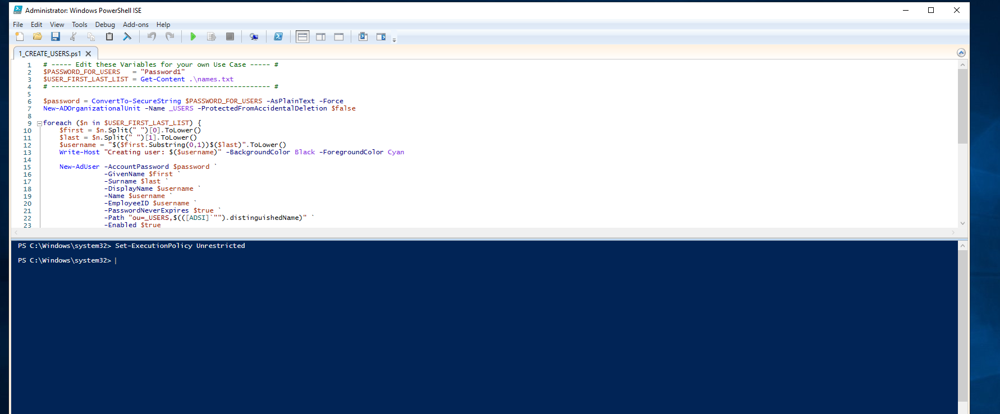 Administrator: Windows PowerShell ISE
File Edit View Tools Debug Add-ons Help
1_CREATE_USERS.ps1
1 # ----- Edit these Variables for your own Use Case ----- #
2 $PASSWORD_FOR_USERS   = "Password1"
3 $USER_FIRST_LAST_LIST = Get-Content .\names.txt
4 # ------------------------------------------------------ #
5
6 $password = ConvertTo-SecureString $PASSWORD_FOR_USERS -AsPlainText -Force
7 New-ADOrganizationalUnit -Name _USERS -ProtectedFromAccidentalDeletion $false
8
9 foreach ($n in $USER_FIRST_LAST_LIST) {
10     $first = $n.Split(" ")[0].ToLower()
11     $last = $n.Split(" ")[1].ToLower()
12     $username = "$($first.Substring(0,1))$($last)".ToLower()
13     Write-Host "Creating user: $($username)" -BackgroundColor Black -ForegroundColor Cyan
14
15     New-AdUser -AccountPassword $password `
16                -GivenName $first `
17                -Surname $last `
18                -DisplayName $username `
19                -Name $username `
20                -EmployeeID $username `
21                -PasswordNeverExpires $true `
22                -Path "ou=_USERS,$(([ADSI]`"").distinguishedName)" `
23                -Enabled $true
PS C:\Windows\system32> Set-ExecutionPolicy Unrestricted
PS C:\Windows\system32>